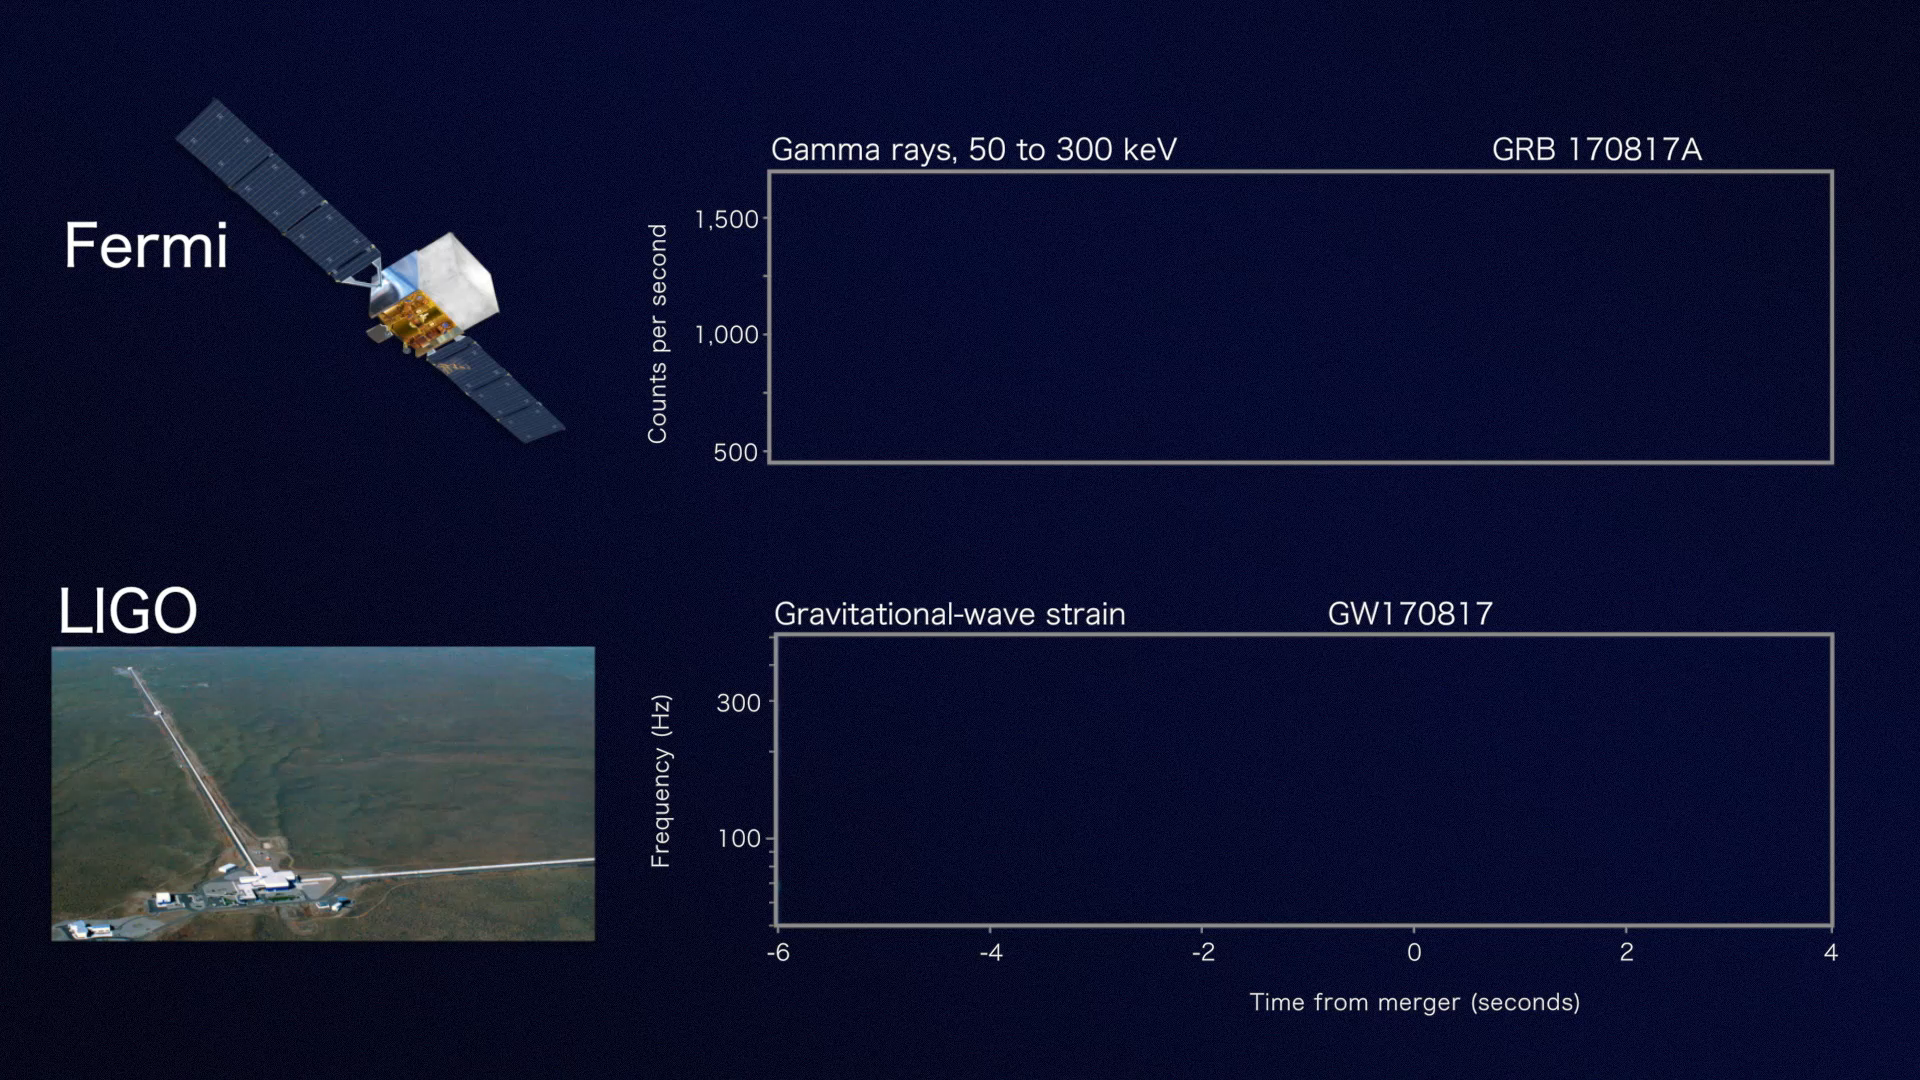 Fermi
Gamma rays, 50 to 300 keV
GRB 170817A
Counts per second
1,500
1,000
500
LIGO
Gravitational-wave strain
GW170817
Frequency (Hz)
300
100
-6 -4 -2 0 2 4
Time from merger (seconds)